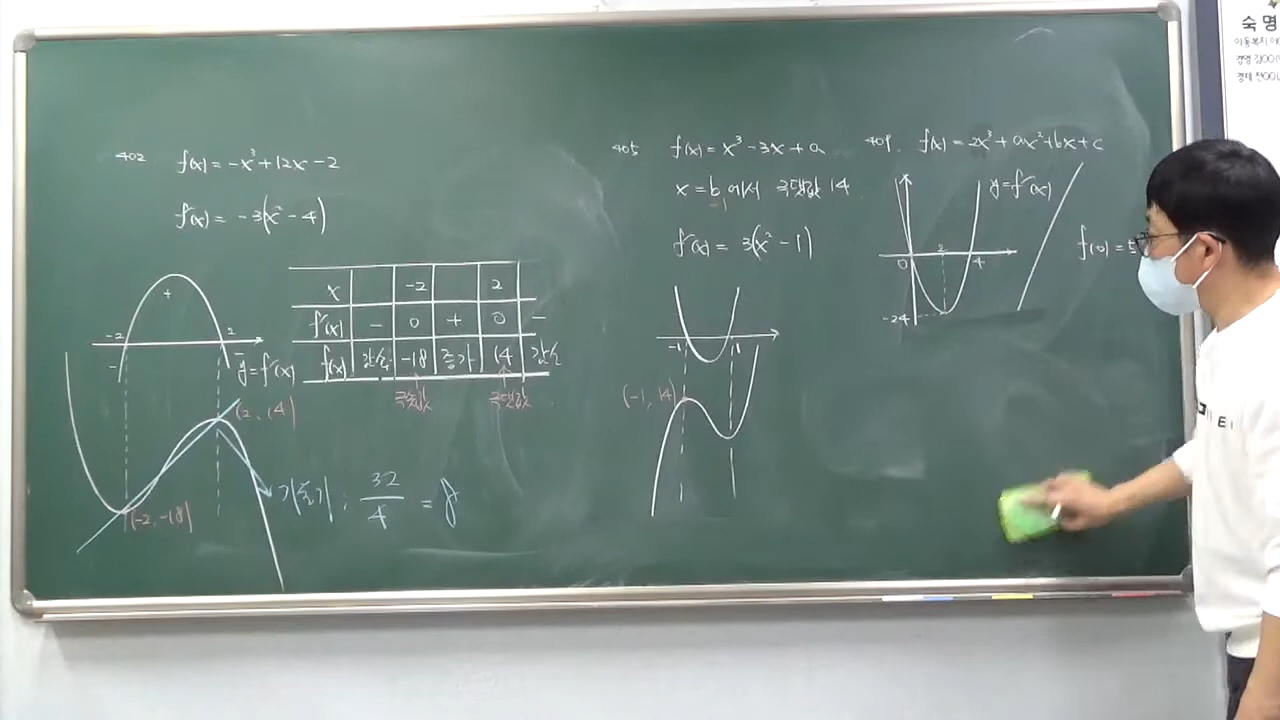 402
f(x) = -x³+12x-2
f'(x) = -3(x²-4)
+
-2
2
-
y=f'(x)
x -2 2
f'(x) - 0 + 0 -
f(x) 감소 -18 증가 14 감소
극솟값 극댓값
(2, 14)
(-2, -18)
기울기 : 32/4 = 8
405 f(x) = x³-3x+a
x=b 에서 극댓값 14
-1
f'(x) = 3(x²-1)
-1 1
(-1, 14)
f(x)=2x³+ax²+bx+c
y=f'(x)
f(0)=5
0 2 4
-24
숙명